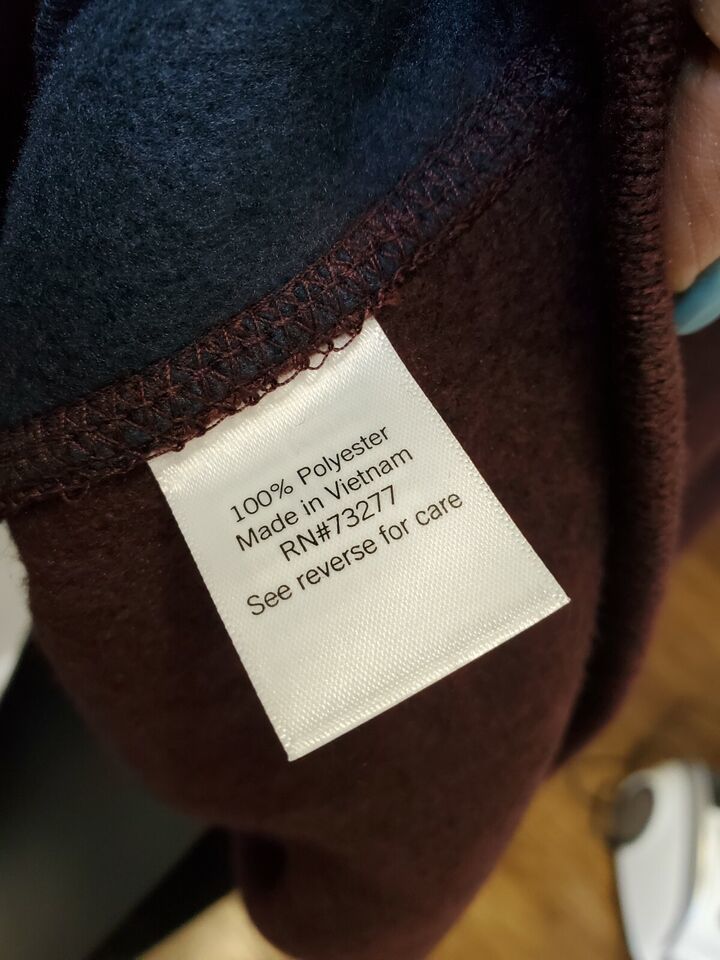 100% Polyester
Made in Vietnam
RN#73277
See reverse for care